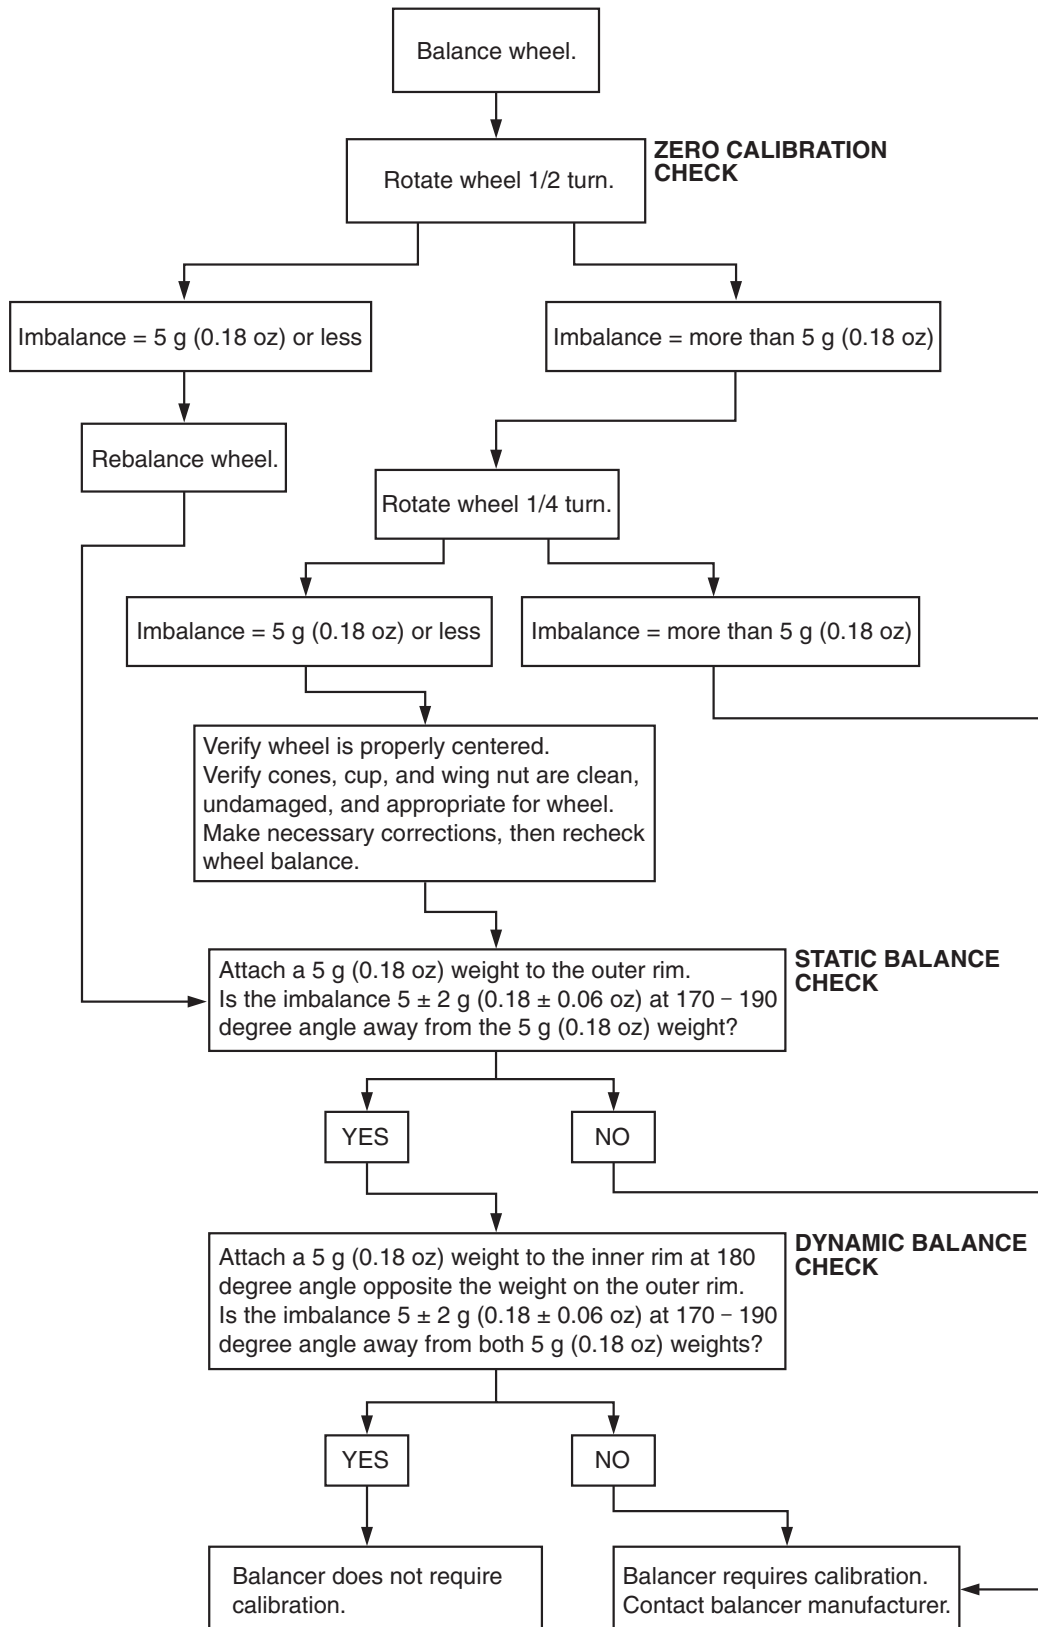 Balance wheel.
ZERO CALIBRATION
CHECK
Rotate wheel 1/2 turn.
Imbalance = 5 g (0.18 oz) or less
Imbalance = more than 5 g (0.18 oz)
Rebalance wheel.
Rotate wheel 1/4 turn.
Imbalance = 5 g (0.18 oz) or less
Imbalance = more than 5 g (0.18 oz)
Verify wheel is properly centered.
Verify cones, cup, and wing nut are clean,
undamaged, and appropriate for wheel.
Make necessary corrections, then recheck
wheel balance.
STATIC BALANCE
CHECK
Attach a 5 g (0.18 oz) weight to the outer rim.
Is the imbalance 5 ± 2 g (0.18 ± 0.06 oz) at 170 – 190
degree angle away from the 5 g (0.18 oz) weight?
YES
NO
DYNAMIC BALANCE
CHECK
Attach a 5 g (0.18 oz) weight to the inner rim at 180
degree angle opposite the weight on the outer rim.
Is the imbalance 5 ± 2 g (0.18 ± 0.06 oz) at 170 – 190
degree angle away from both 5 g (0.18 oz) weights?
YES
NO
Balancer does not require
calibration.
Balancer requires calibration.
Contact balancer manufacturer.